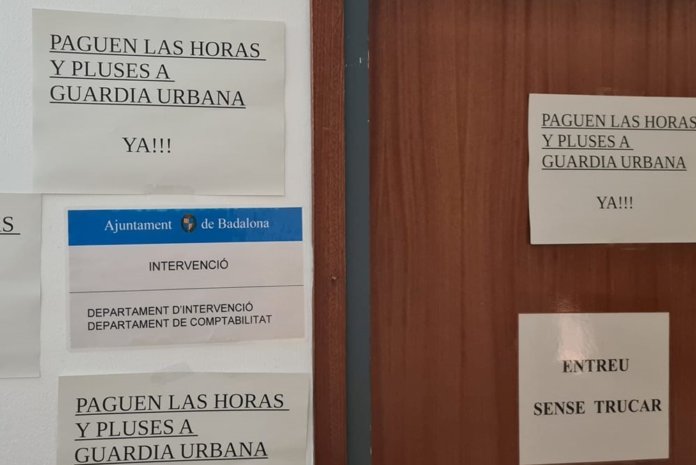 PAGUEN LAS HORAS
Y PLUSES A
GUARDIA URBANA
YA!!!
S
Ajuntament de Badalona
INTERVENCIÓ
DEPARTAMENT D'INTERVENCIÓ
DEPARTAMENT DE COMPTABILITAT
PAGUEN LAS HORAS
Y PLUSES A
GUARDIA URBANA
PAGUEN LAS HORAS
Y PLUSES A
GUARDIA URBANA
YA!!!
ENTREU
SENSE TRUCAR